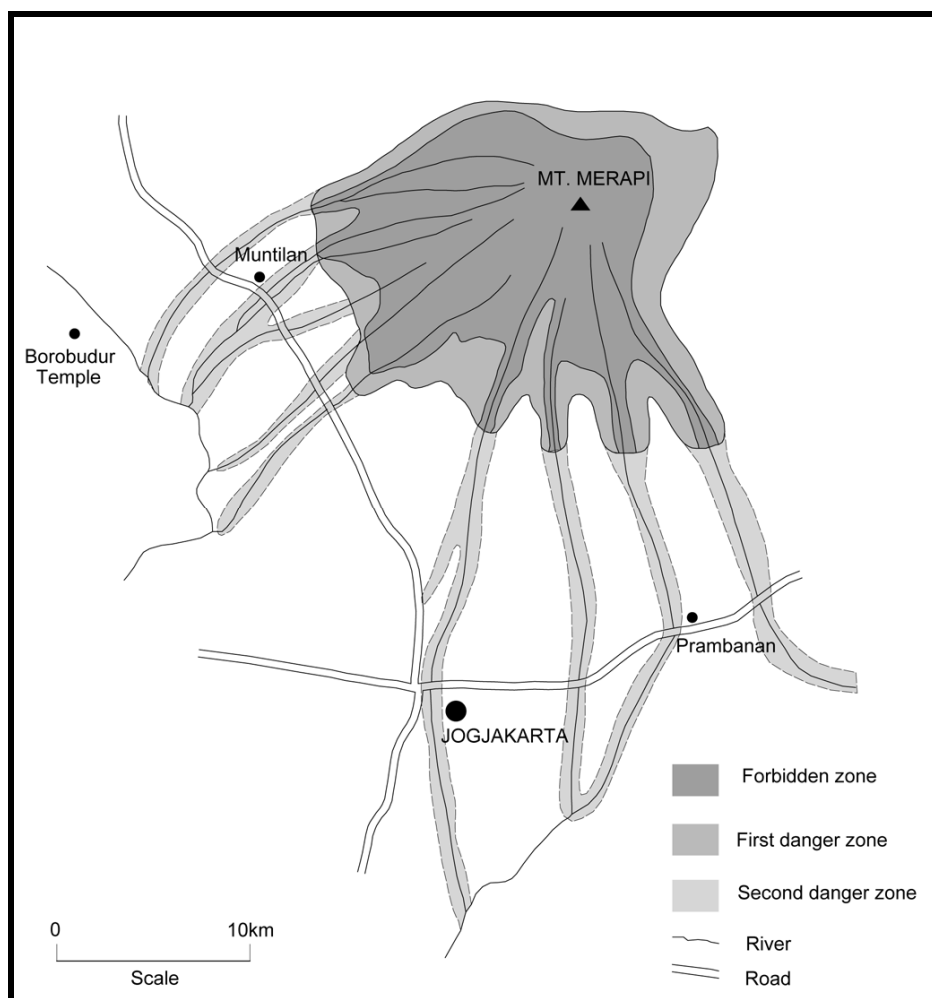 MT. MERAPI
Muntilan
Borobudur
Temple
Prambanan
JOGJAKARTA
Forbidden zone
First danger zone
Second danger zone
0 10km
River
Scale
Road